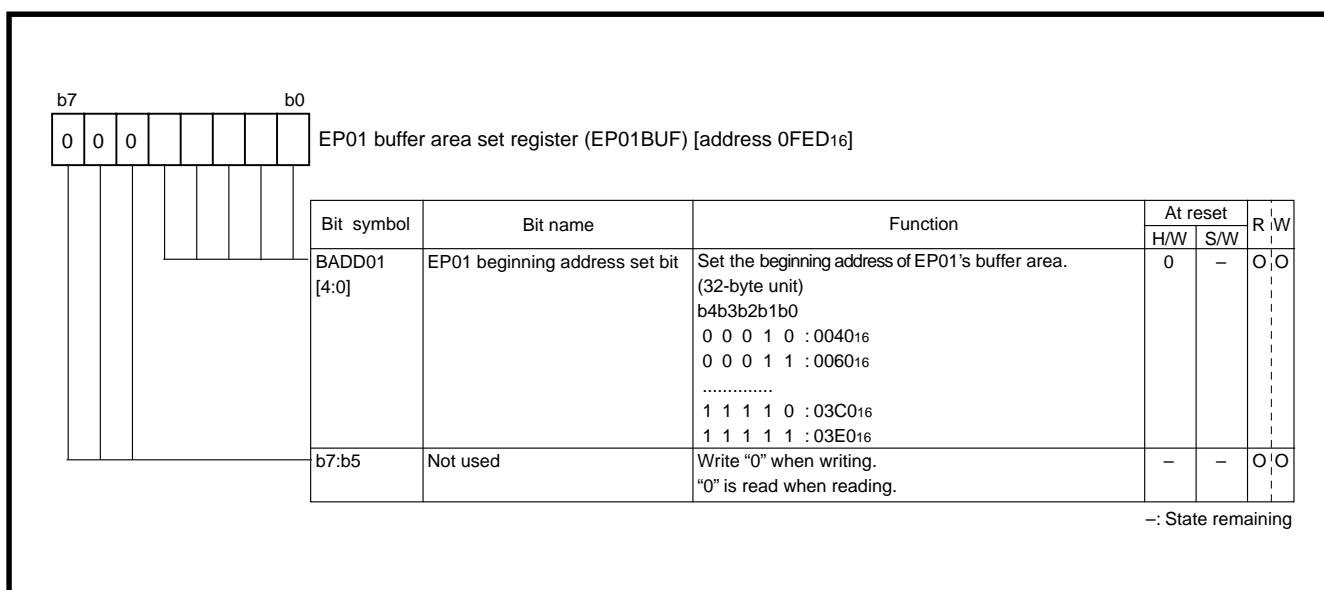 b7 b0
0 0 0 EP01 buffer area set register (EP01BUF) [address 0FED16]
Bit symbol Bit name Function At reset R W
H/W S/W
BADD01 EP01 beginning address set bit Set the beginning address of EP01's buffer area. 0 – O O
[4:0] (32-byte unit)
b4b3b2b1b0
0 0 0 1 0 : 004016
0 0 0 1 1 : 006016
..............
1 1 1 1 0 : 03C016
1 1 1 1 1 : 03E016
b7:b5 Not used Write “0” when writing. – – O O
“0” is read when reading.
–: State remaining